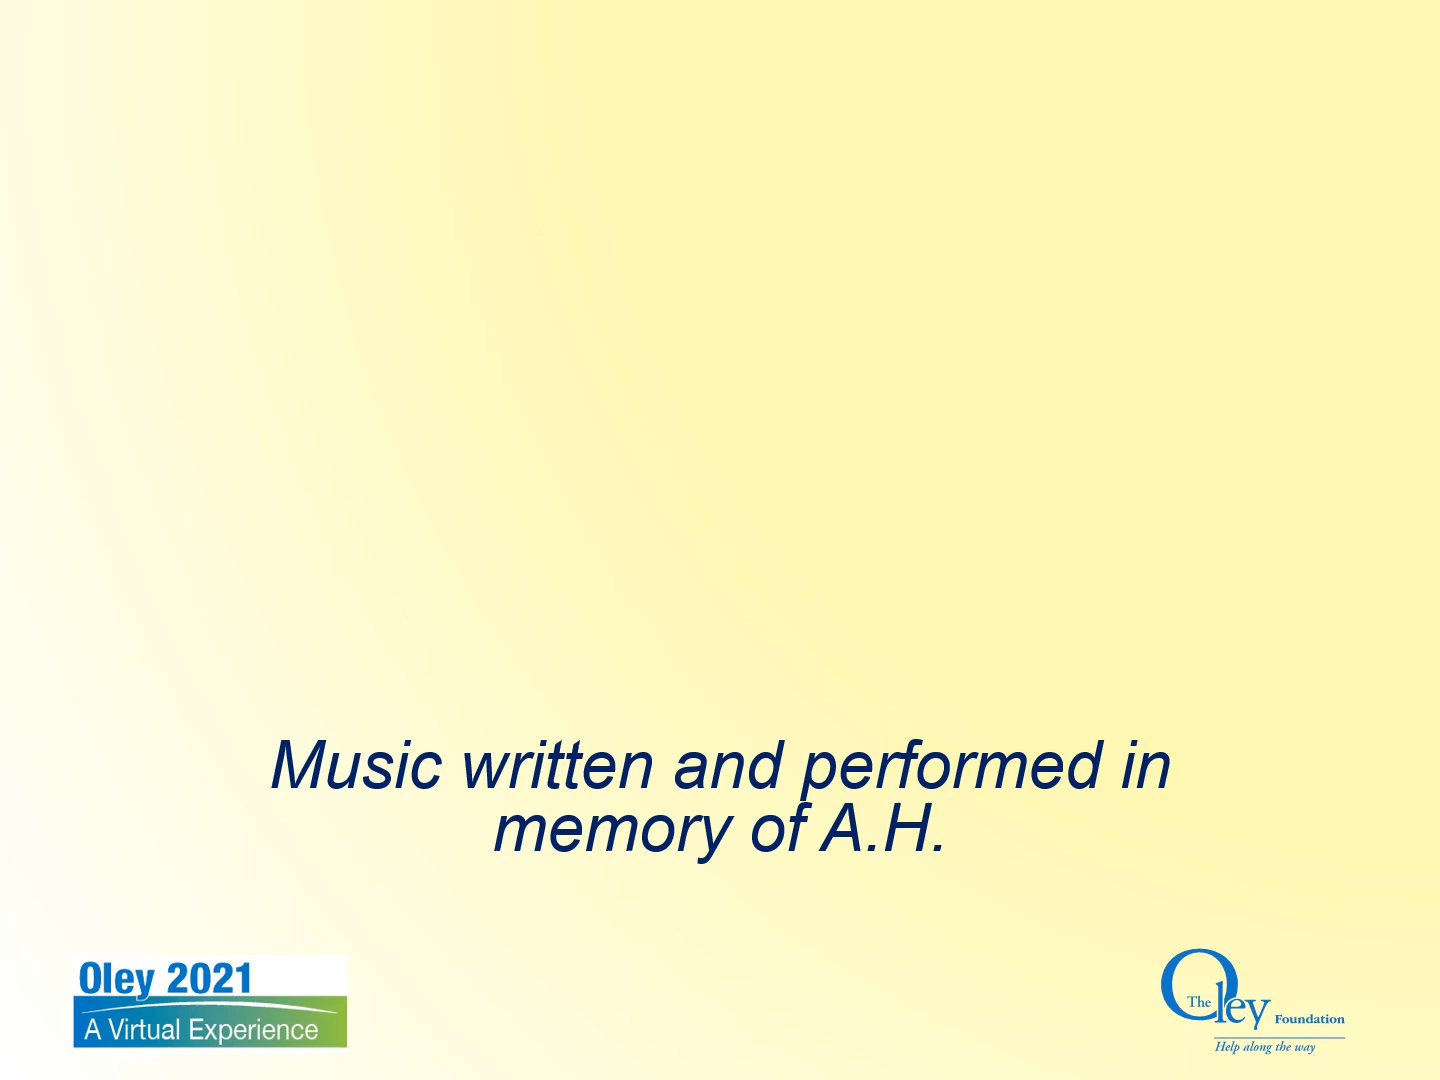 Music written and performed in
memory of A.H.
Oley 2021
A Virtual Experience
The Oley Foundation
Help along the way